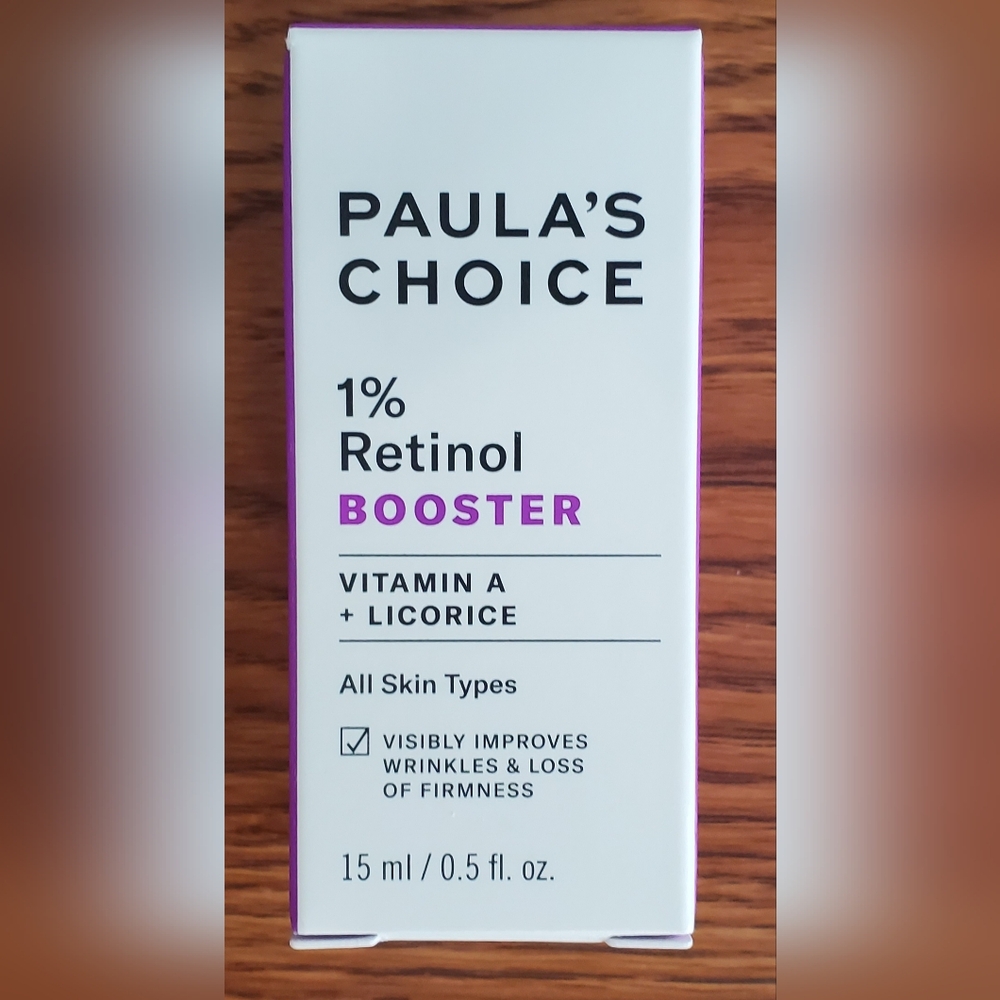 PAULA'S
CHOICE
1%
Retinol
BOOSTER
VITAMIN A
+ LICORICE
All Skin Types
VISIBLY IMPROVES
WRINKLES & LOSS
OF FIRMNESS
15 ml / 0.5 fl. oz.